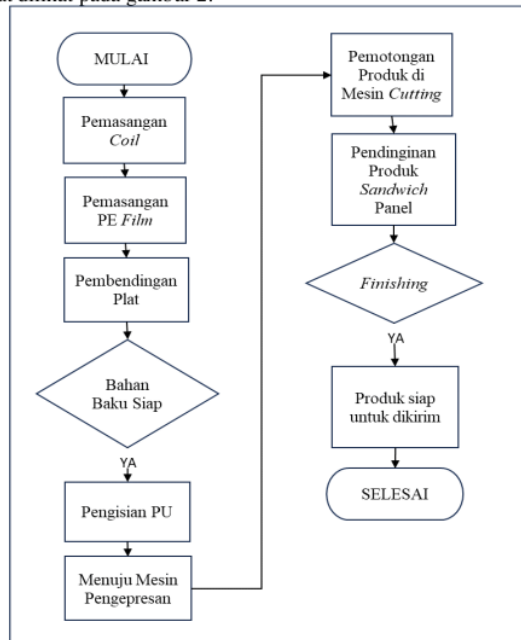 MULAI
Pemasangan
Coil
Pemasangan
PE Film
Pembendingan
Plat
Bahan
Baku Siap
YA
Pengisian PU
Menuju Mesin
Pengepresan
Pemotongan
Produk di
Mesin Cutting
Pendinginan
Produk
Sandwich
Panel
Finishing
YA
Produk siap
untuk dikirim
SELESAI